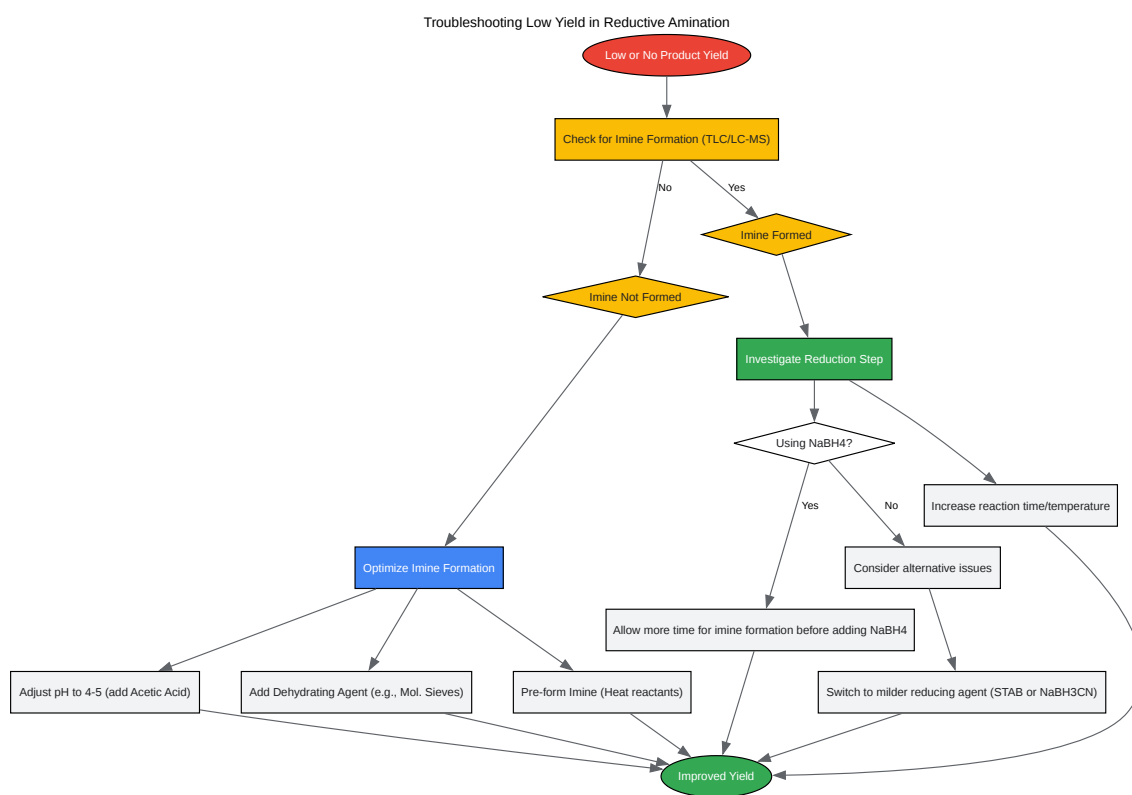 Troubleshooting Low Yield in Reductive Amination
Low or No Product Yield
Check for Imine Formation (TLC/LC-MS)
No
Yes
Imine Formed
Imine Not Formed
Investigate Reduction Step
Using NaBH4?
Yes
No
Increase reaction time/temperature
Optimize Imine Formation
Consider alternative issues
Allow more time for imine formation before adding NaBH4
Adjust pH to 4-5 (add Acetic Acid)
Add Dehydrating Agent (e.g., Mol. Sieves)
Pre-form Imine (Heat reactants)
Switch to milder reducing agent (STAB or NaBH3CN)
Improved Yield